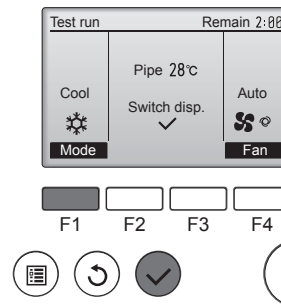 Test run Remain 2:00
Pipe 28℃
Cool Auto
Switch disp.
Mode Fan
F1 F2 F3 F4